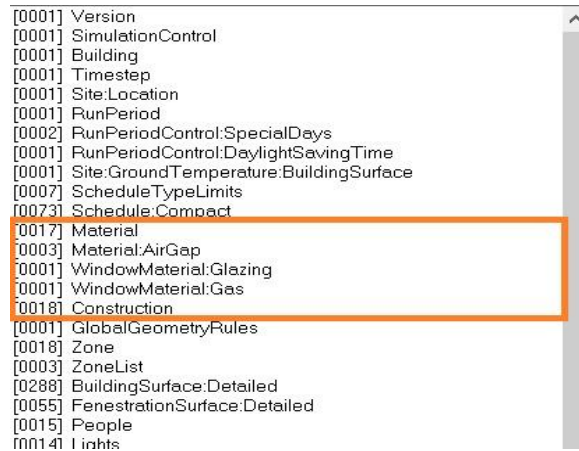 [0001] Version
[0001] SimulationControl
[0001] Building
[0001] Timestep
[0001] Site:Location
[0001] RunPeriod
[0002] RunPeriodControl:SpecialDays
[0001] RunPeriodControl:DaylightSavingTime
[0001] Site:GroundTemperature:BuildingSurface
[0007] ScheduleTypeLimits
[0073] Schedule:Compact
[0017] Material
[0003] Material:AirGap
[0001] WindowMaterial:Glazing
[0001] WindowMaterial:Gas
[0018] Construction
[0001] GlobalGeometryRules
[0018] Zone
[0003] ZoneList
[0288] BuildingSurface:Detailed
[0055] FenestrationSurface:Detailed
[0015] People
[0014] Lights